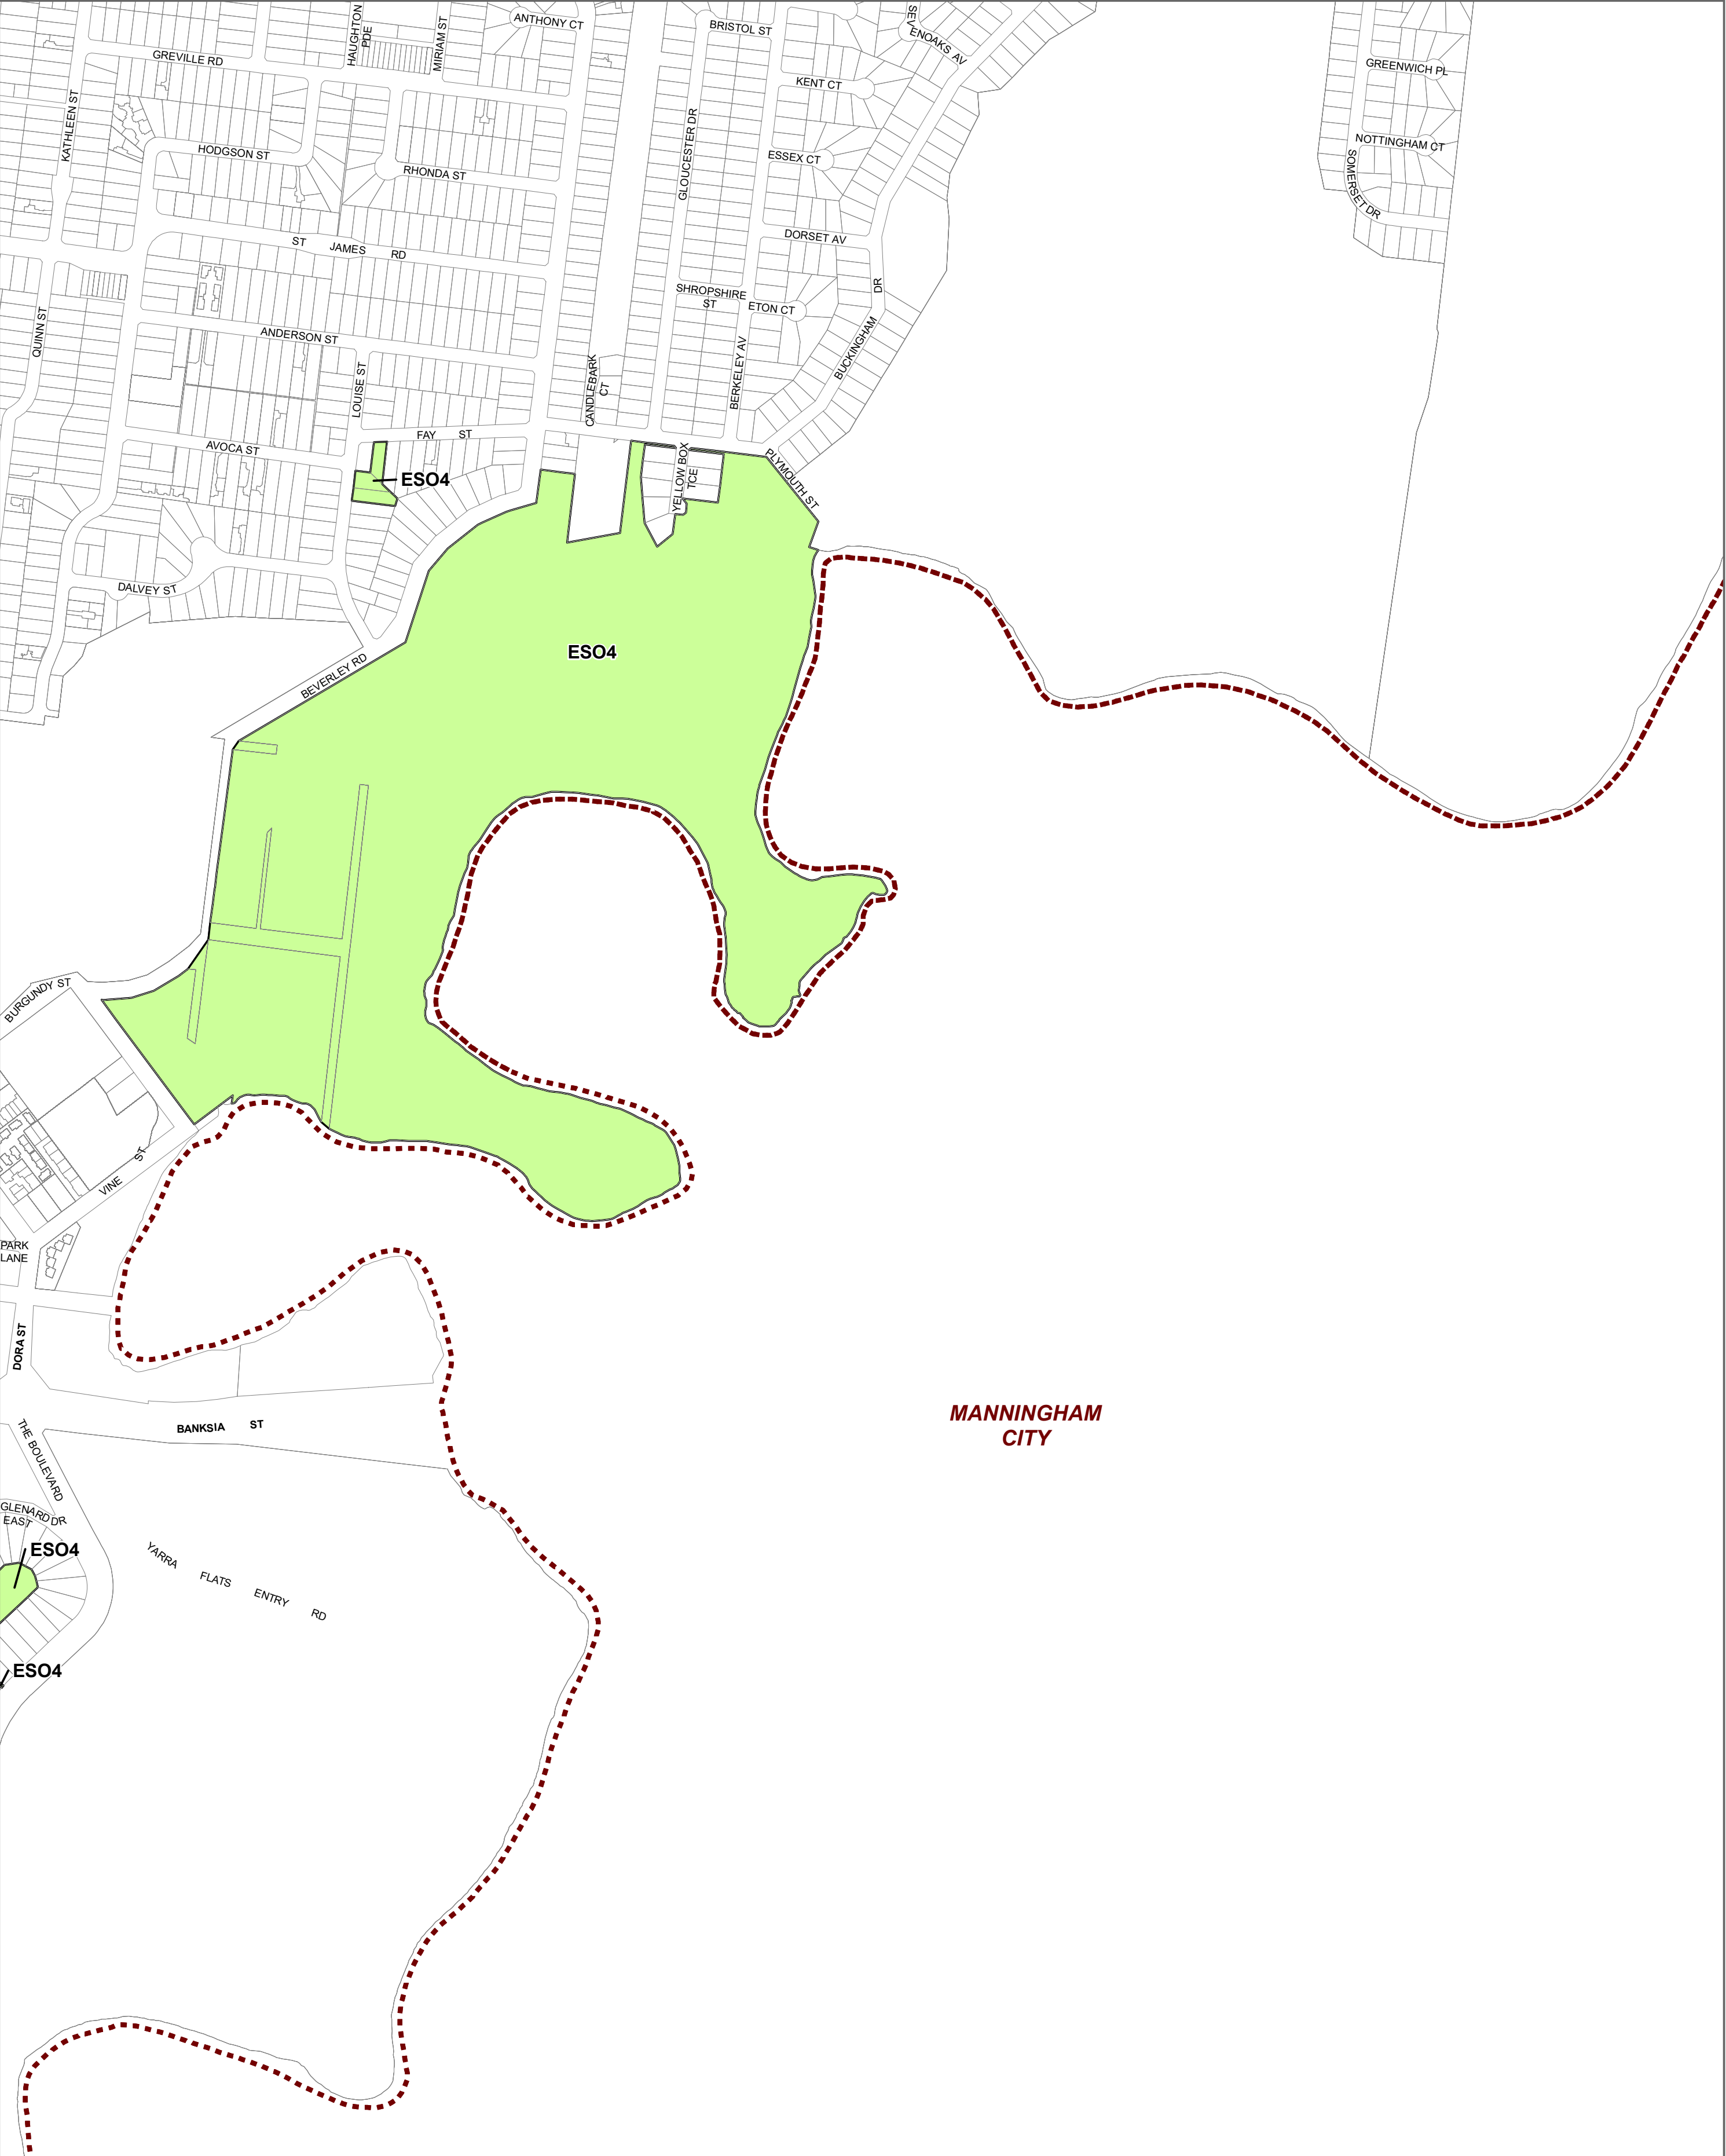 ANTHONY CT
BRISTOL ST
SEV
ENOAKS AV
HAUGHTON
PDE
MIRIAM ST
GREVILLE RD
KENT CT
GREENWICH PL
KATHLEEN ST
GLOUCESTER DR
HODGSON ST
ESSEX CT
NOTTINGHAM CT
RHONDA ST
SOMERSET DR
ST JAMES RD
DORSET AV
SHROPSHIRE
ST
ETON CT
DR
BUCKINGHAM
QUINN ST
ANDERSON ST
LOUISE ST
CANDLEBARK
CT
BERKELEY AV
FAY ST
AVOCA ST
YELLOW BOX
TCE
PLYMOUTH ST
ESO4
DALVEY ST
ESO4
BEVERLEY RD
BURGUNDY ST
VINE ST
PARK
LANE
DORA ST
BANKSIA ST
MANNINGHAM
CITY
THE BOULEVARD
GLENARD DR
EAST
ESO4
YARRA FLATS ENTRY RD
ESO4